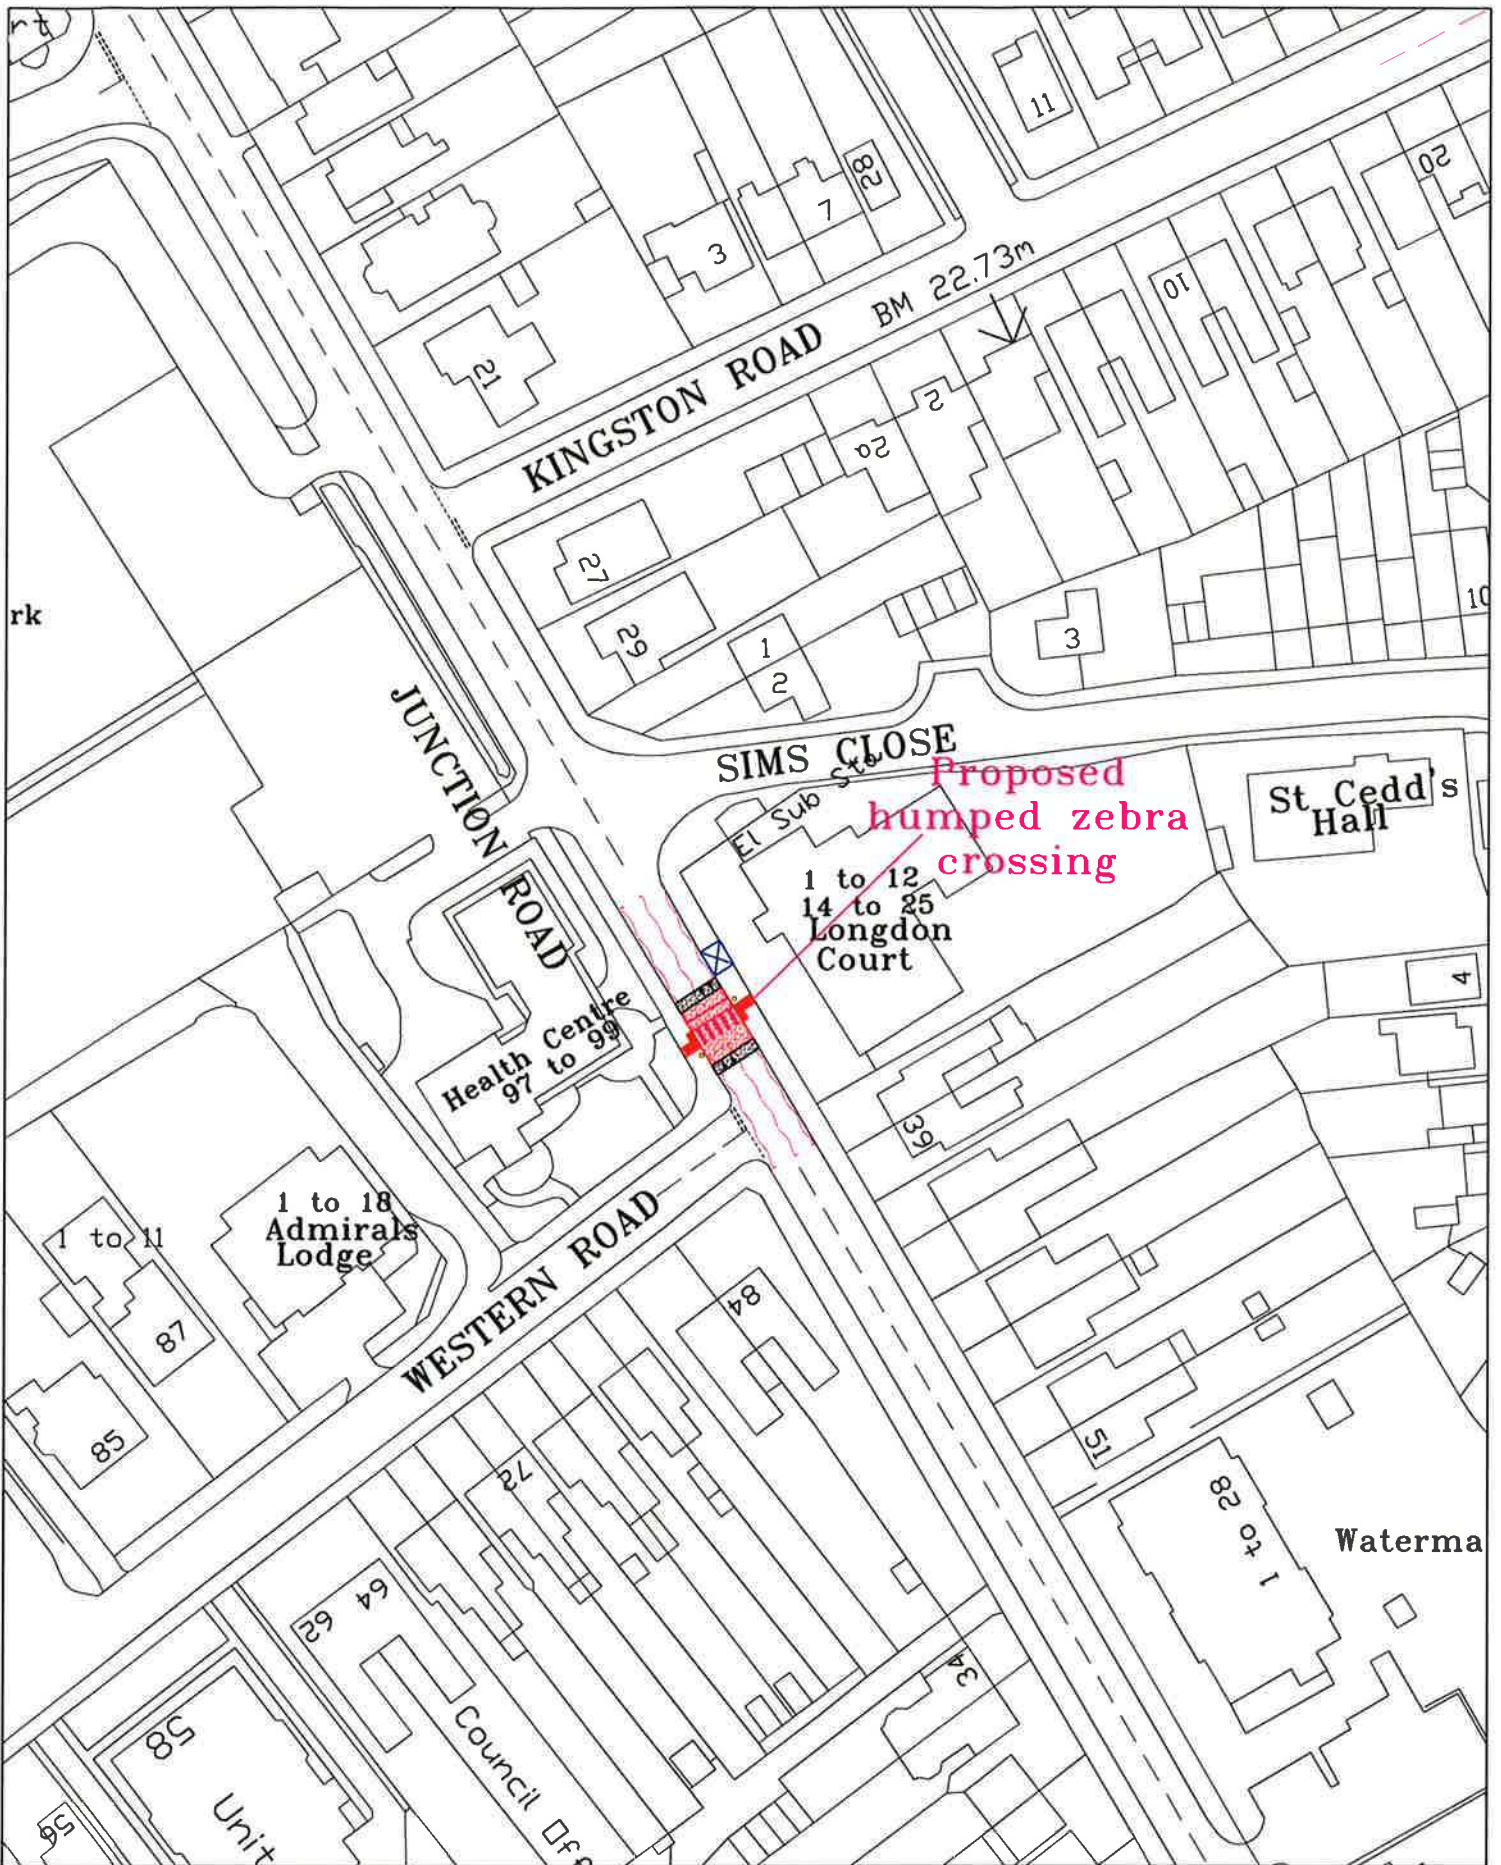 rt
11
20
28
7
3
BM 22.73m
10
21
KINGSTON ROAD
2
2a
27
29
1
2
3
10
rk
JUNCTION ROAD
SIMS CLOSE
El Sub Sta
Proposed
humped zebra
crossing
St Cedd's
Hall
1 to 12
14 to 25
Longdon
Court
4
Health Centre
97 to 99
39
1 to 18
Admirals
Lodge
1 to 11
87
85
WESTERN ROAD
84
51
72
1 to 28
Waterma
64
62
34
58
Unit
56
Council Off